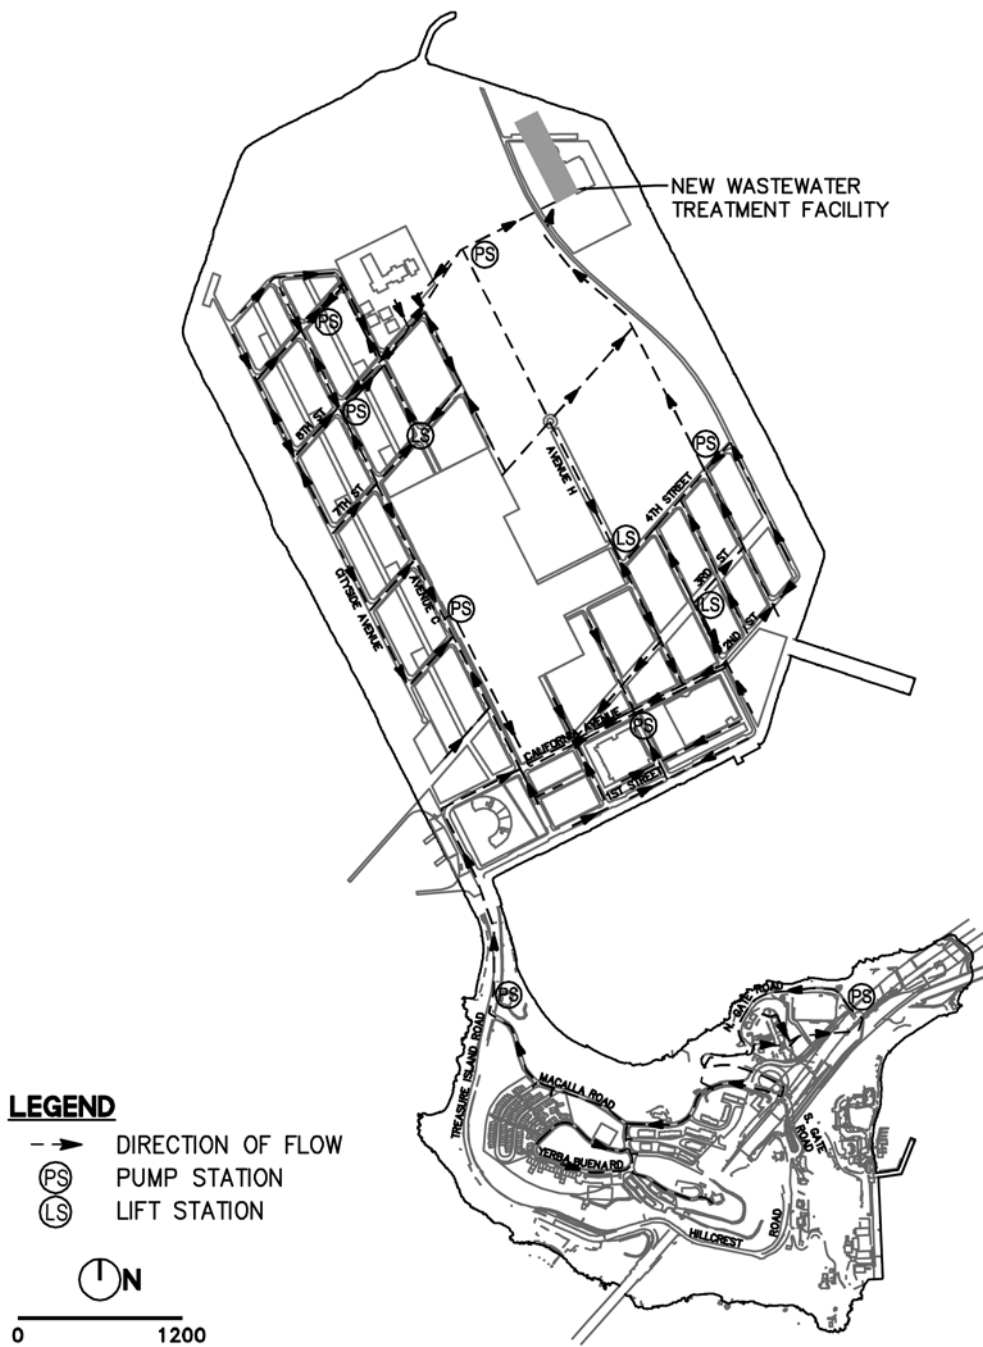 NEW WASTEWATER
TREATMENT FACILITY
PS
PS
8TH ST
PS
LS
7TH ST
AVENUE H
PS
4TH STREET
LS
3RD ST
LS
2ND ST
CITYSIDE AVENUE
AVENUE C
PS
CALIFORNIA AVENUE
PS
1ST STREET
PS
N. GATE ROAD
PS
TREASURE ISLAND ROAD
MACALLA ROAD
YERBA BUENARD
S. GATE
ROAD
HILLCREST
ROAD
LEGEND
DIRECTION OF FLOW
PS PUMP STATION
LS LIFT STATION
N
0 1200